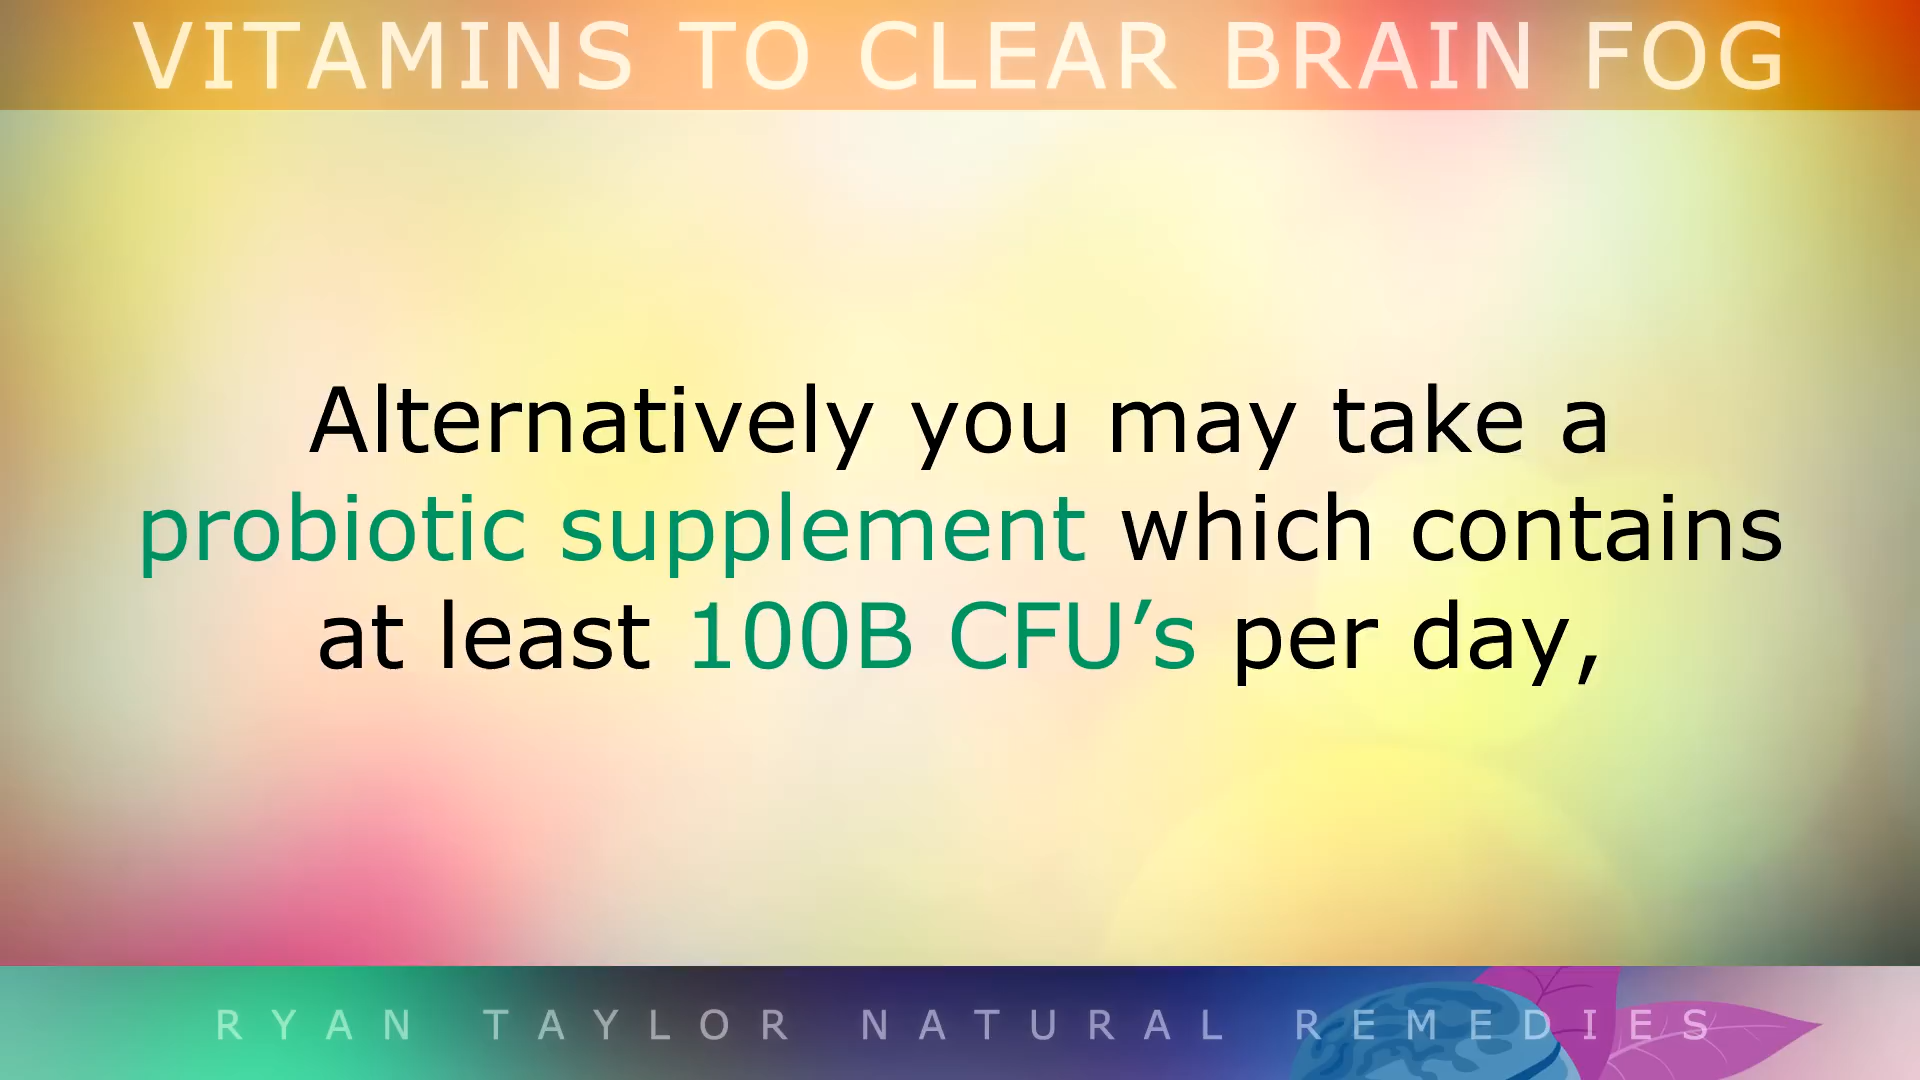 VITAMINS TO CLEAR BRAIN FOG
Alternatively you may take a
probiotic supplement which contains
at least 100B CFU’s per day,
RYAN TAYLOR NATURAL REMEDIES